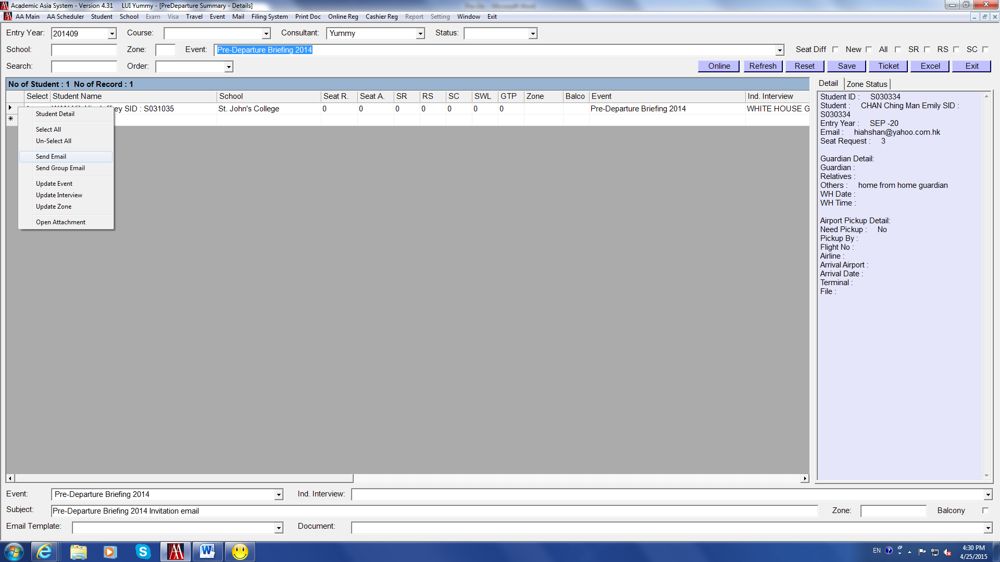 Academic Asia System - Version 4.31 LUI Yummy - [PreDeparture Summary - Details]
AA Main AA Scheduler Student School Exam Visa Travel Event Mail Filing System Print Doc Online Reg Cashier Reg Report Setting Window Exit
Entry Year: 201409 Course: Consultant: Yummy Status:
School: Zone: Event: Pre-Departure Briefing 2014 Seat Diff New All SR RS SC
Search: Order: Online Refresh Reset Save Ticket Excel Exit
No of Student : 1 No of Record : 1
Select Student Name School Seat R. Seat A. SR RS SC SWL GTP Zone Balco Event Ind. Interview
ey SID : S031035 St. John's College 0 0 0 0 0 0 0 Pre-Departure Briefing 2014 WHITE HOUSE G
Student Detail
Select All
Un-Select All
Send Email
Send Group Email
Update Event
Update Interview
Update Zone
Open Attachment
Detail Zone Status
Student ID : S030334
Student : CHAN Ching Man Emily SID :
S030334
Entry Year : SEP -20
Email : hiahshan@yahoo.com.hk
Seat Request : 3
Guardian Detail:
Guardian :
Relatives :
Others : home from home guardian
WH Date :
WH Time :
Airport Pickup Detail:
Need Pickup : No
Pickup By :
Flight No :
Airline :
Arrival Airport :
Arrival Date :
Terminal :
File :
Event: Pre-Departure Briefing 2014 Ind. Interview:
Subject: Pre-Departure Briefing 2014 Invitation email Zone: Balcony
Email Template: Document:
EN 4:30 PM
4/25/2015